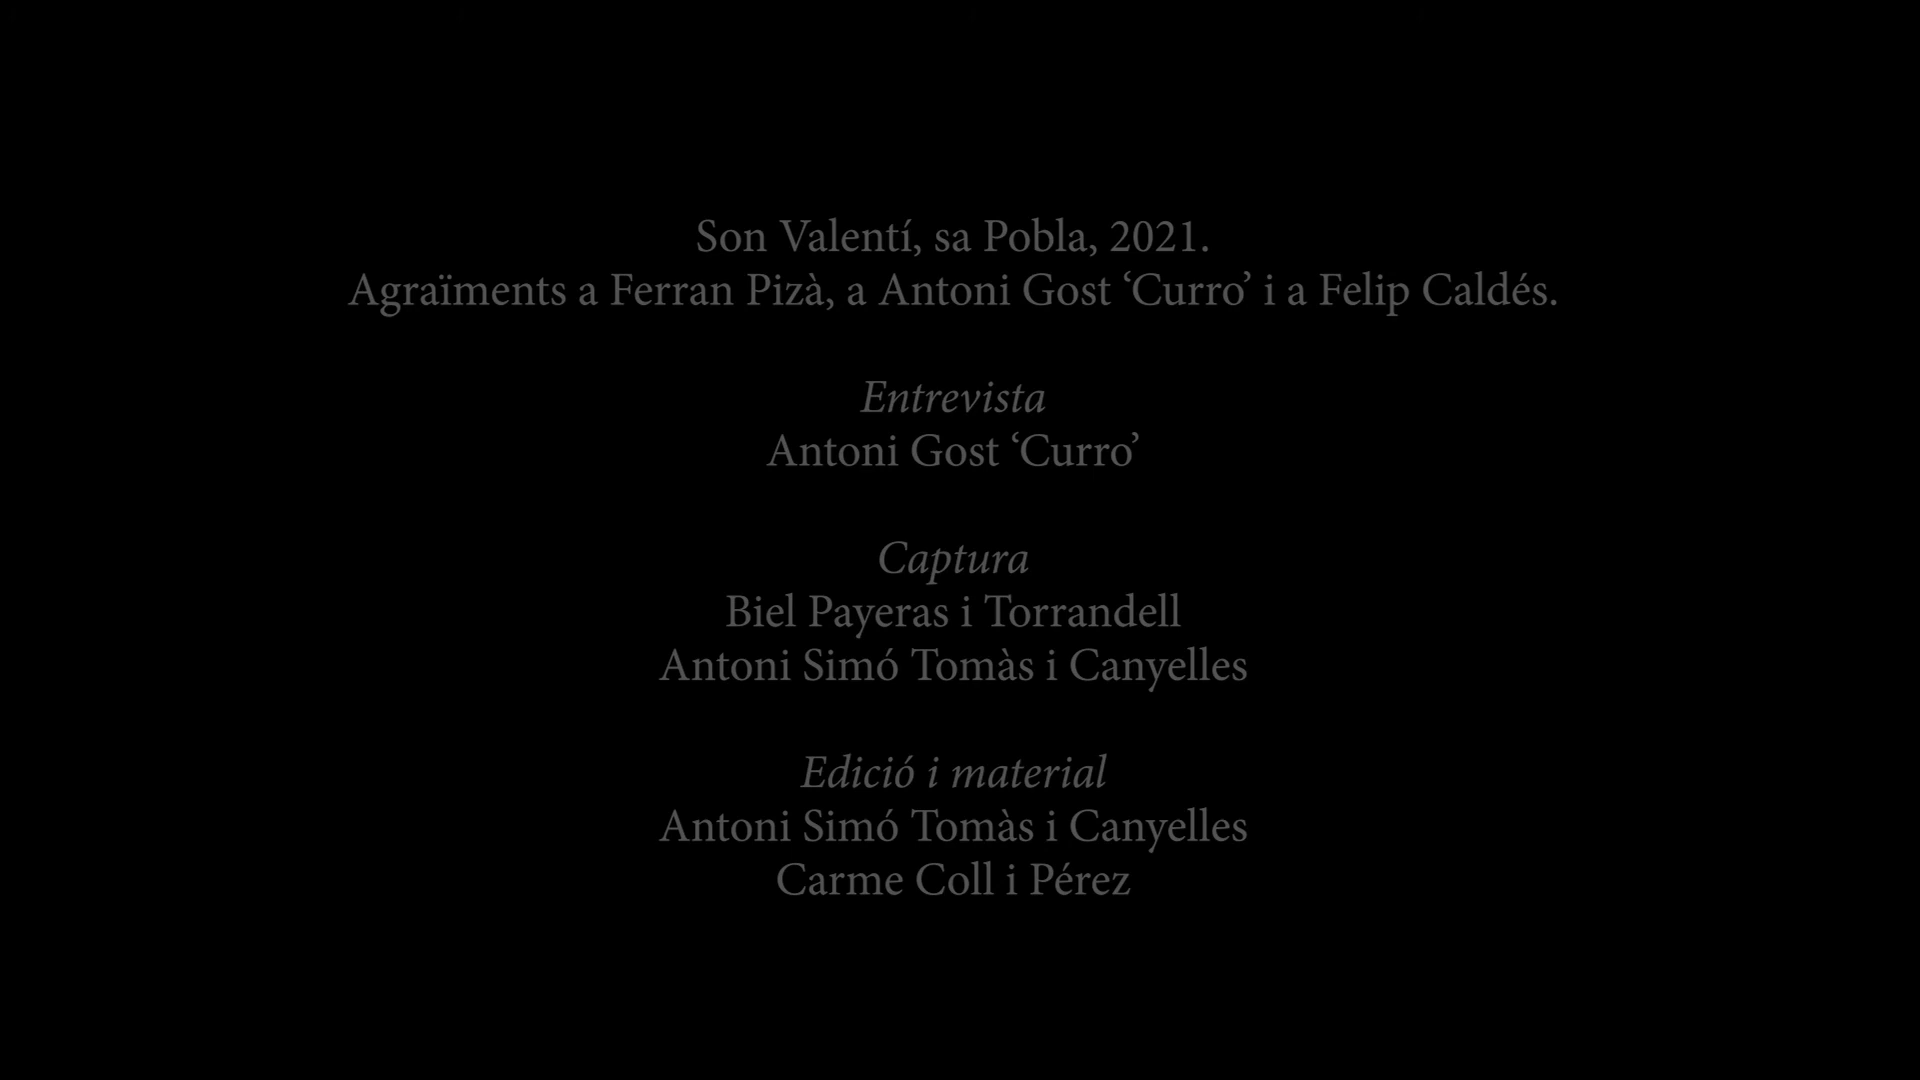 Son Valentí, sa Pobla, 2021.
Agraïments a Ferran Pizà, a Antoni Gost ‘Curro’ i a Felip Caldés.
Entrevista
Antoni Gost ‘Curro’
Captura
Biel Payeras i Torrandell
Antoni Simó Tomàs i Canyelles
Edició i material
Antoni Simó Tomàs i Canyelles
Carme Coll i Pérez